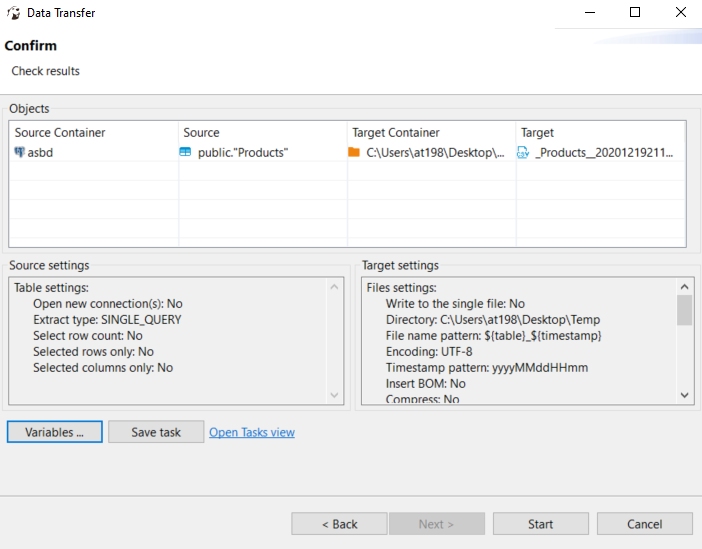 Data Transfer
Confirm
Check results
Objects
Source Container Source Target Container Target
asbd public."Products" C:\Users\at198\Desktop\... _Products__20201219211...
Source settings
Table settings:
Open new connection(s): No
Extract type: SINGLE_QUERY
Select row count: No
Selected rows only: No
Selected columns only: No
Target settings
Files settings:
Write to the single file: No
Directory: C:\Users\at198\Desktop\Temp
File name pattern: ${table}_${timestamp}
Encoding: UTF-8
Timestamp pattern: yyyyMMddHHmm
Insert BOM: No
Compress: No
Variables ... Save task Open Tasks view
< Back Next > Start Cancel